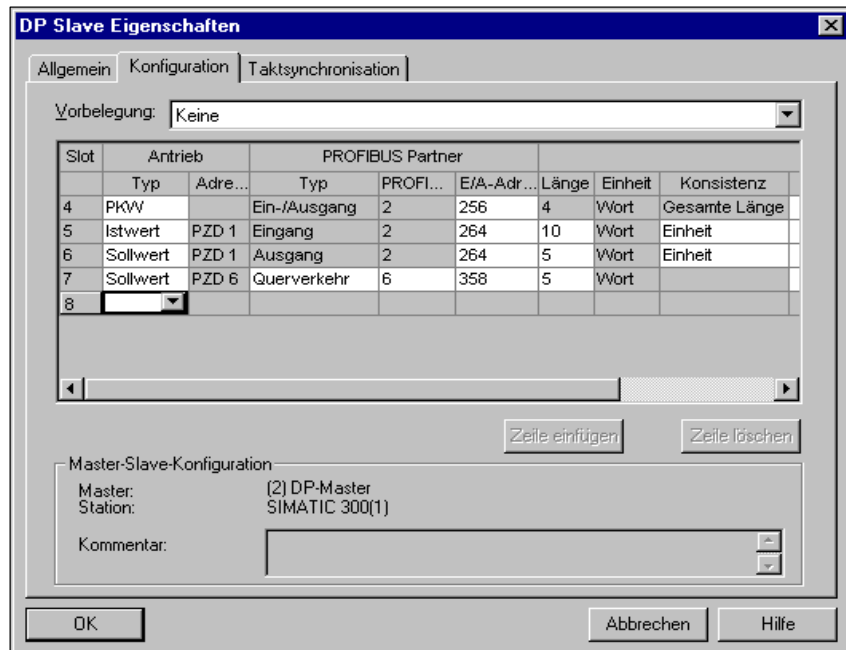 DP Slave Eigenschaften
Allgemein Konfiguration Taktsynchronisation
Vorbelegung: Keine
Slot Antrieb PROFIBUS Partner
Typ Adre... Typ PROFI... E/A-Adr... Länge Einheit Konsistenz
4 PKW Ein-/Ausgang 2 256 4 Wort Gesamte Länge
5 Istwert PZD 1 Eingang 2 264 10 Wort Einheit
6 Sollwert PZD 1 Ausgang 2 264 5 Wort Einheit
7 Sollwert PZD 6 Querverkehr 6 358 5 Wort
8
Zeile einfügen Zeile löschen
Master-Slave-Konfiguration
Master: (2) DP-Master
Station: SIMATIC 300(1)
Kommentar:
OK Abbrechen Hilfe